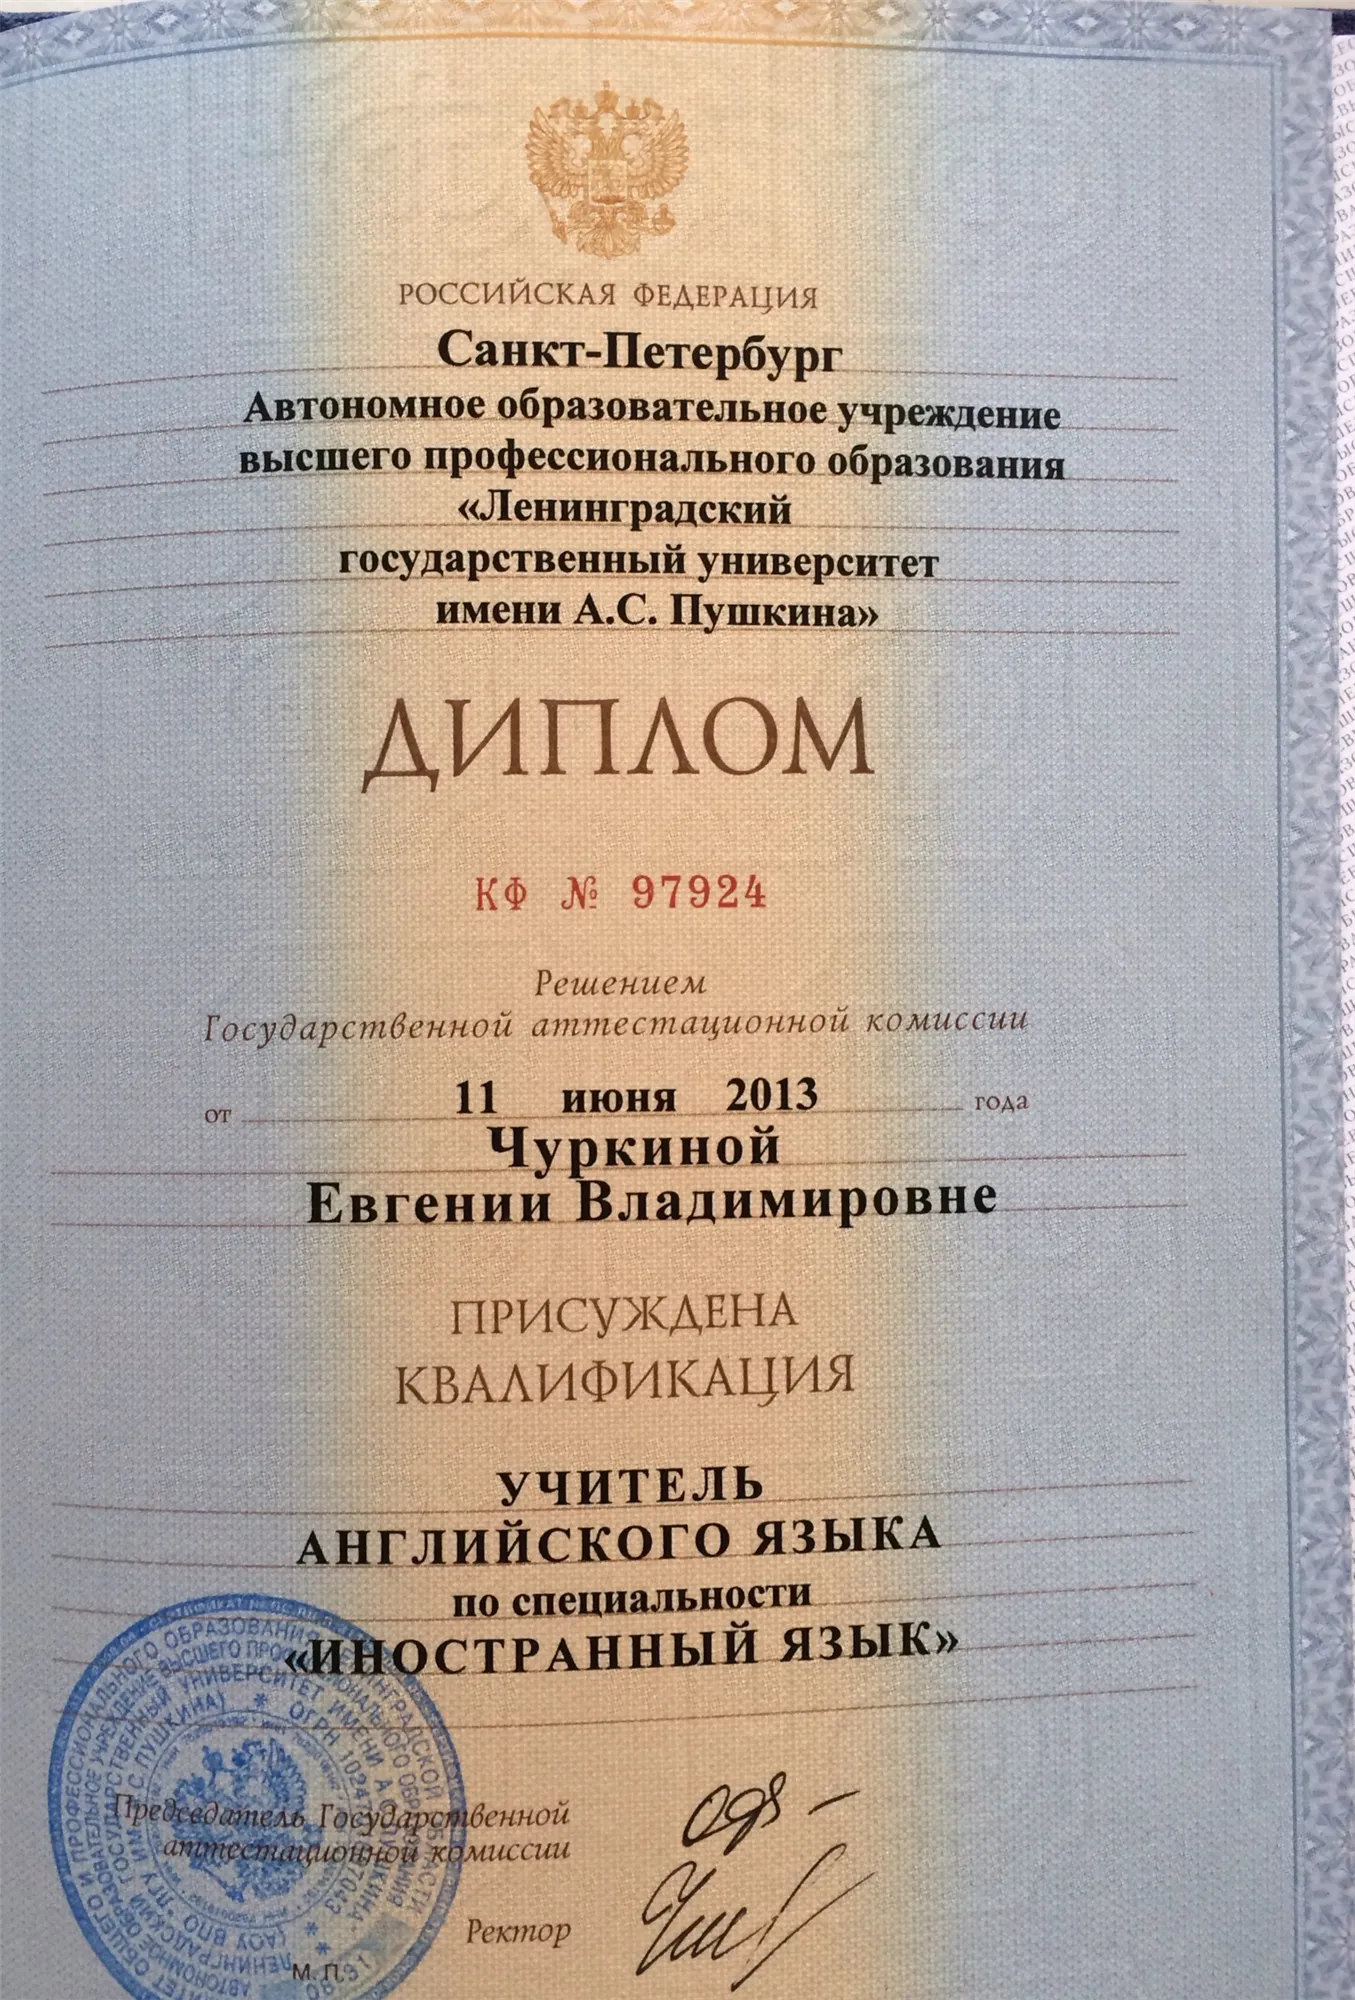 РОССИЙСКАЯ ФЕДЕРАЦИЯ
Санкт-Петербург
Автономное образовательное учреждение
высшего профессионального образования
«Ленинградский
государственный университет
имени А.С. Пушкина»
ДИПЛОМ
КФ № 97924
Решением
Государственной аттестационной комиссии
от 11 июня 2013 года
Чуркиной
Евгении Владимировне
ПРИСУЖДЕНА
КВАЛИФИКАЦИЯ
УЧИТЕЛЬ
АНГЛИЙСКОГО ЯЗЫКА
по специальности
«ИНОСТРАННЫЙ ЯЗЫК»
Председатель Государственной
аттестационной комиссии
Ректор
М. П.